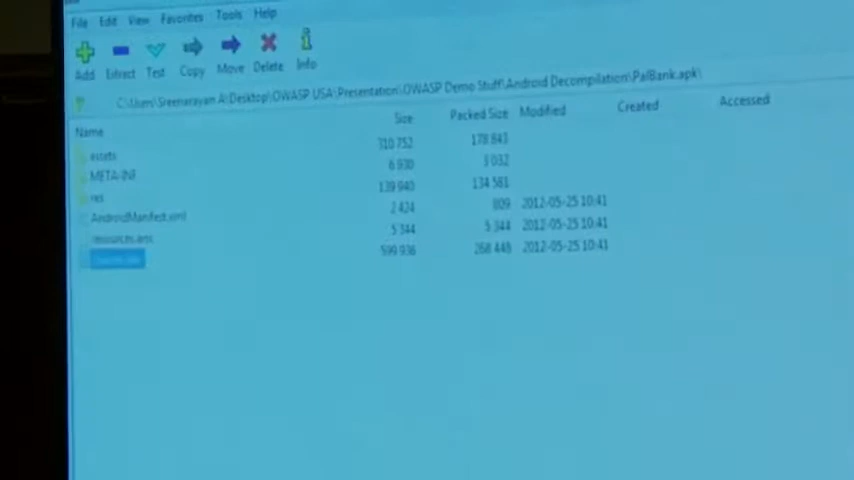 File Edit View Favorites Tools Help
Add Extract Test Copy Move Delete Info
C:\Users\Sreenarayan A\Desktop\OWASP USA\Presentation\OWASP Demo Stuff\Android Decompilation\PalBank.apk\
Name Size Packed Size Modified Created Accessed
assets 310 752 178 843
META-INF 6 930 3 032
res 139 940 134 581
AndroidManifest.xml 2 424 809 2012-05-25 10:41
resources.arsc 5 344 5 344 2012-05-25 10:41
599 936 268 448 2012-05-25 10:41